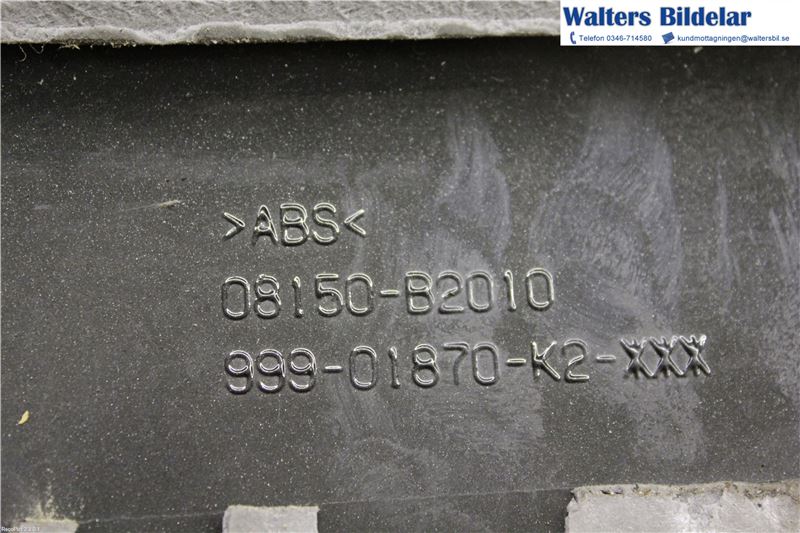 Walters Bildelar
Telefon 0346-714580 kundmottagningen@waltersbil.se
>ABS<
08150-B2010
999-01870-K2-XXX